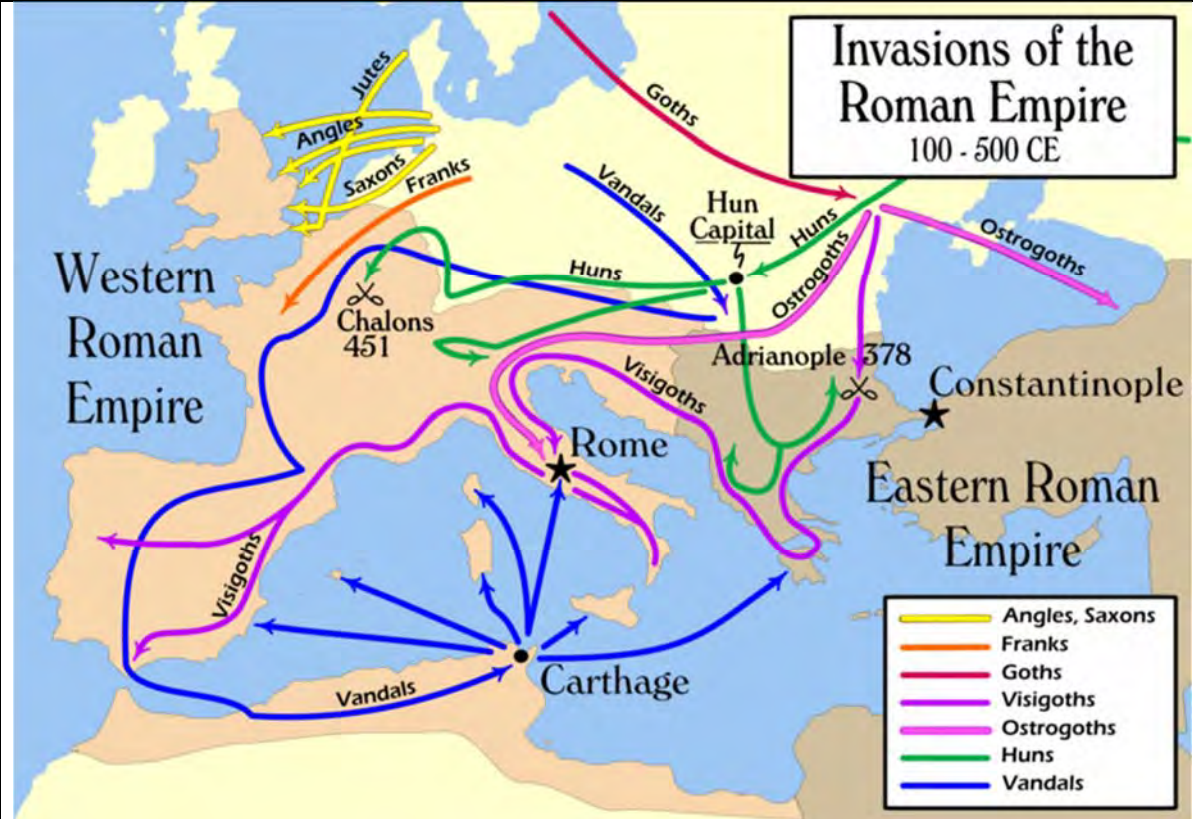 Invasions of the
Roman Empire
100 - 500 CE
Jutes
Angles
Saxons
Franks
Goths
Vandals
Hun
Capital
Huns
Ostrogoths
Ostrogoths
Huns
Western
Roman
Empire
Chalons
451
Adrianople 378
Visigoths
Constantinople
Rome
Eastern Roman
Empire
Visigoths
Carthage
Vandals
Angles, Saxons
Franks
Goths
Visigoths
Ostrogoths
Huns
Vandals